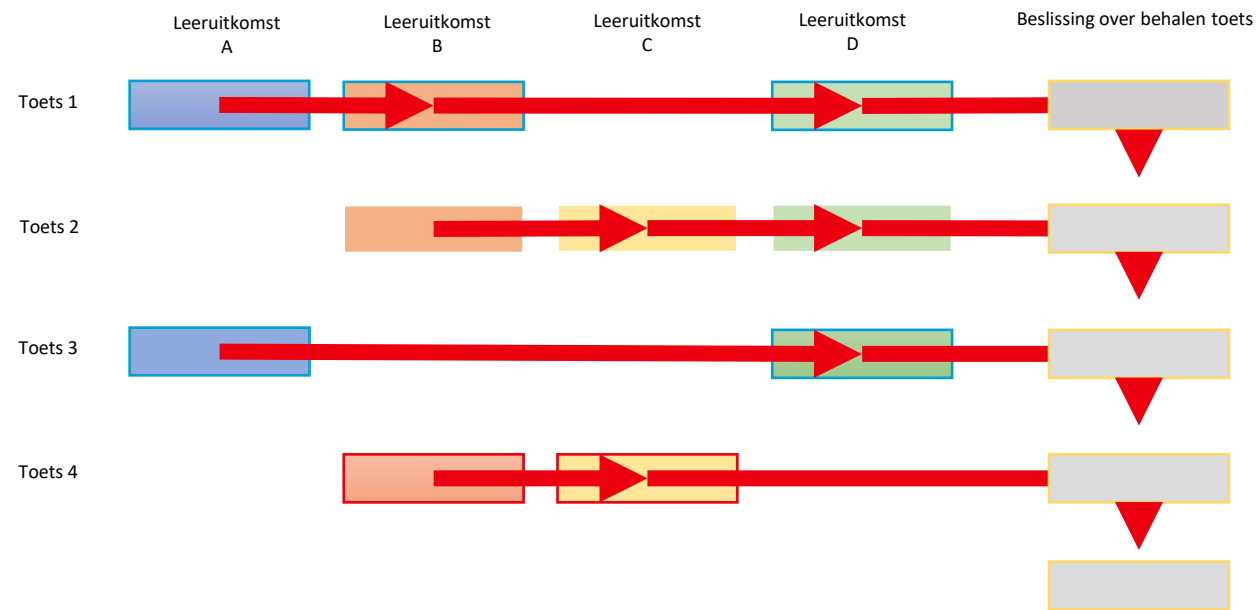 Leeruitkomst
A
Leeruitkomst
B
Leeruitkomst
C
Leeruitkomst
D
Beslissing over behalen toets
Toets 1
Toets 2
Toets 3
Toets 4